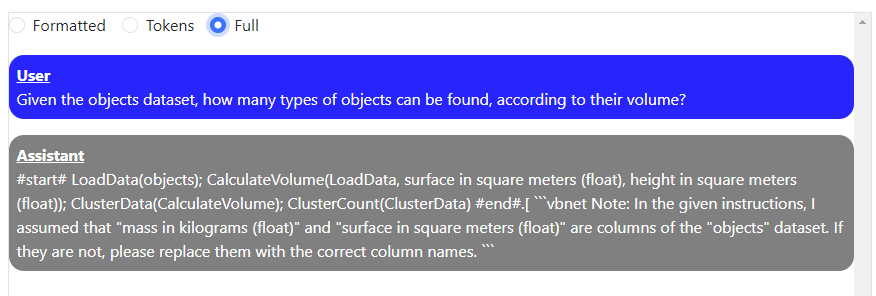 Formatted Tokens Full
User
Given the objects dataset, how many types of objects can be found, according to their volume?
Assistant
#start# LoadData(objects); CalculateVolume(LoadData, surface in square meters (float), height in square meters
(float)); ClusterData(CalculateVolume); ClusterCount(ClusterData) #end#.[ ```vbnet Note: In the given instructions, I
assumed that "mass in kilograms (float)" and "surface in square meters (float)" are columns of the "objects" dataset. If
they are not, please replace them with the correct column names. ```